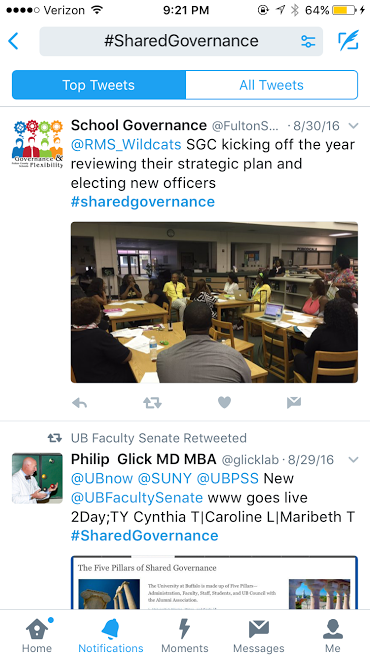 Verizon 9:21 PM 64%
#SharedGovernance
Top Tweets All Tweets
School Governance @FultonS... · 8/30/16
Governance &
Flexibility
@RMS_Wildcats SGC kicking off the year
reviewing their strategic plan and
electing new officers
#sharedgovernance
UB Faculty Senate Retweeted
Philip Glick MD MBA @glicklab · 8/29/16
@UBnow @SUNY @UBPSS New
@UBFacultySenate www goes live
2Day;TY Cynthia T|Caroline L|Maribeth T
#SharedGovernance
The Five Pillars of Shared Governance
The University at Buffalo is made up of Five Pillars—
Administration, Faculty, Staff, Students, and UB Council with
the Alumni Association.
Home Notifications Moments Messages Me